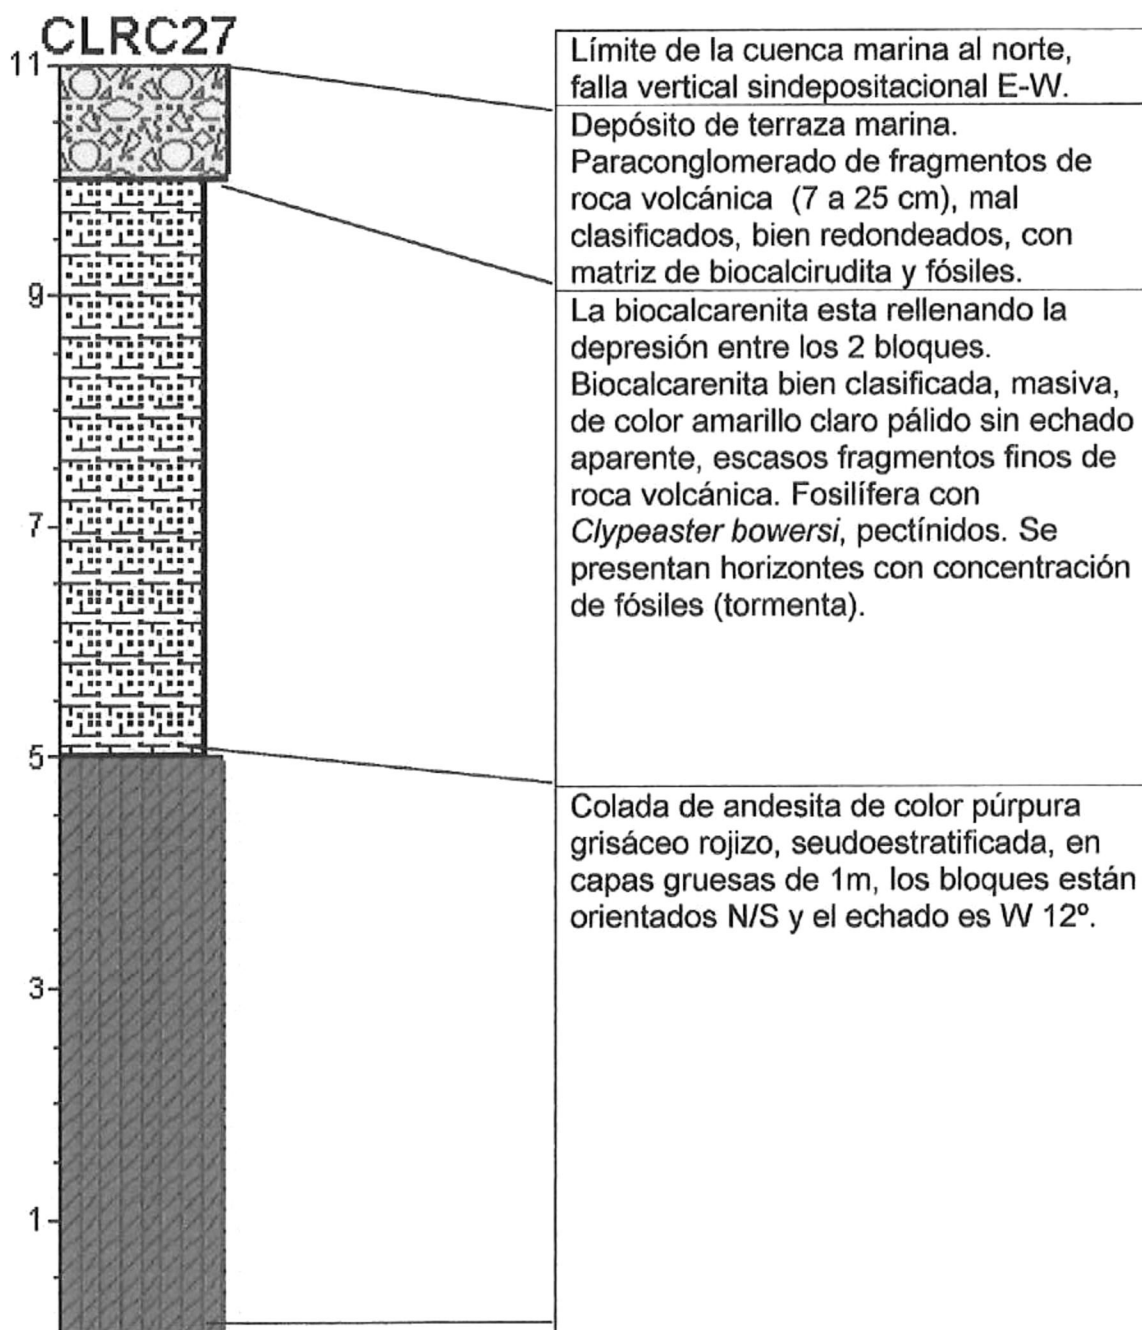 CLRC27
11
9
7
5
3
1
Límite de la cuenca marina al norte,
falla vertical sindepositacional E-W.
Depósito de terraza marina.
Paraconglomerado de fragmentos de
roca volcánica (7 a 25 cm), mal
clasificados, bien redondeados, con
matriz de biocalcirudita y fósiles.
La biocalcarenita esta rellenando la
depresión entre los 2 bloques.
Biocalcarenita bien clasificada, masiva,
de color amarillo claro pálido sin echado
aparente, escasos fragmentos finos de
roca volcánica. Fosilífera con
Clypeaster bowersi, pectínidos. Se
presentan horizontes con concentración
de fósiles (tormenta).
Colada de andesita de color púrpura
grisáceo rojizo, seudoestratificada, en
capas gruesas de 1m, los bloques están
orientados N/S y el echado es W 12º.